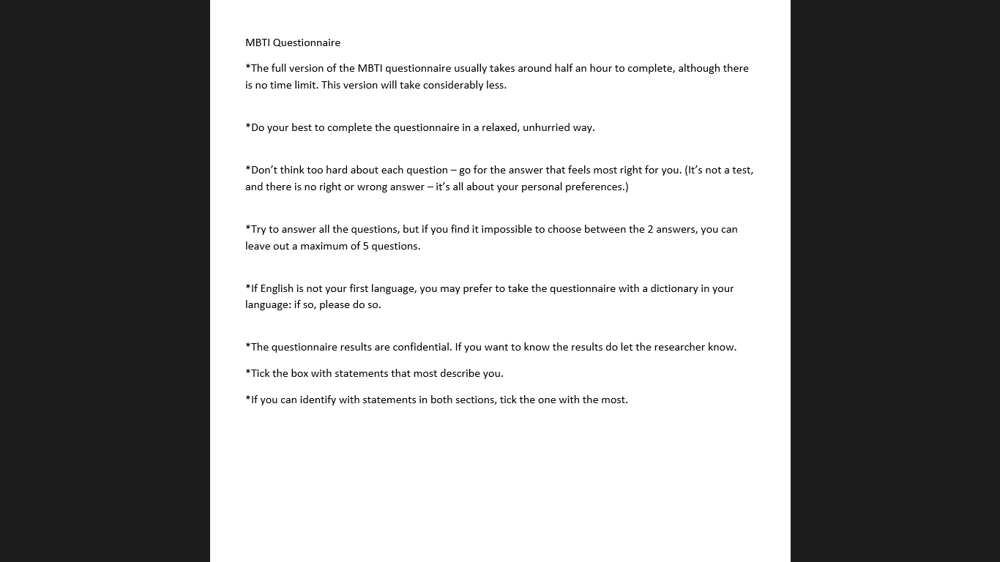 MBTI Questionnaire
*The full version of the MBTI questionnaire usually takes around half an hour to complete, although there
is no time limit. This version will take considerably less.
*Do your best to complete the questionnaire in a relaxed, unhurried way.
*Don’t think too hard about each question – go for the answer that feels most right for you. (It’s not a test,
and there is no right or wrong answer – it’s all about your personal preferences.)
*Try to answer all the questions, but if you find it impossible to choose between the 2 answers, you can
leave out a maximum of 5 questions.
*If English is not your first language, you may prefer to take the questionnaire with a dictionary in your
language: if so, please do so.
*The questionnaire results are confidential. If you want to know the results do let the researcher know.
*Tick the box with statements that most describe you.
*If you can identify with statements in both sections, tick the one with the most.